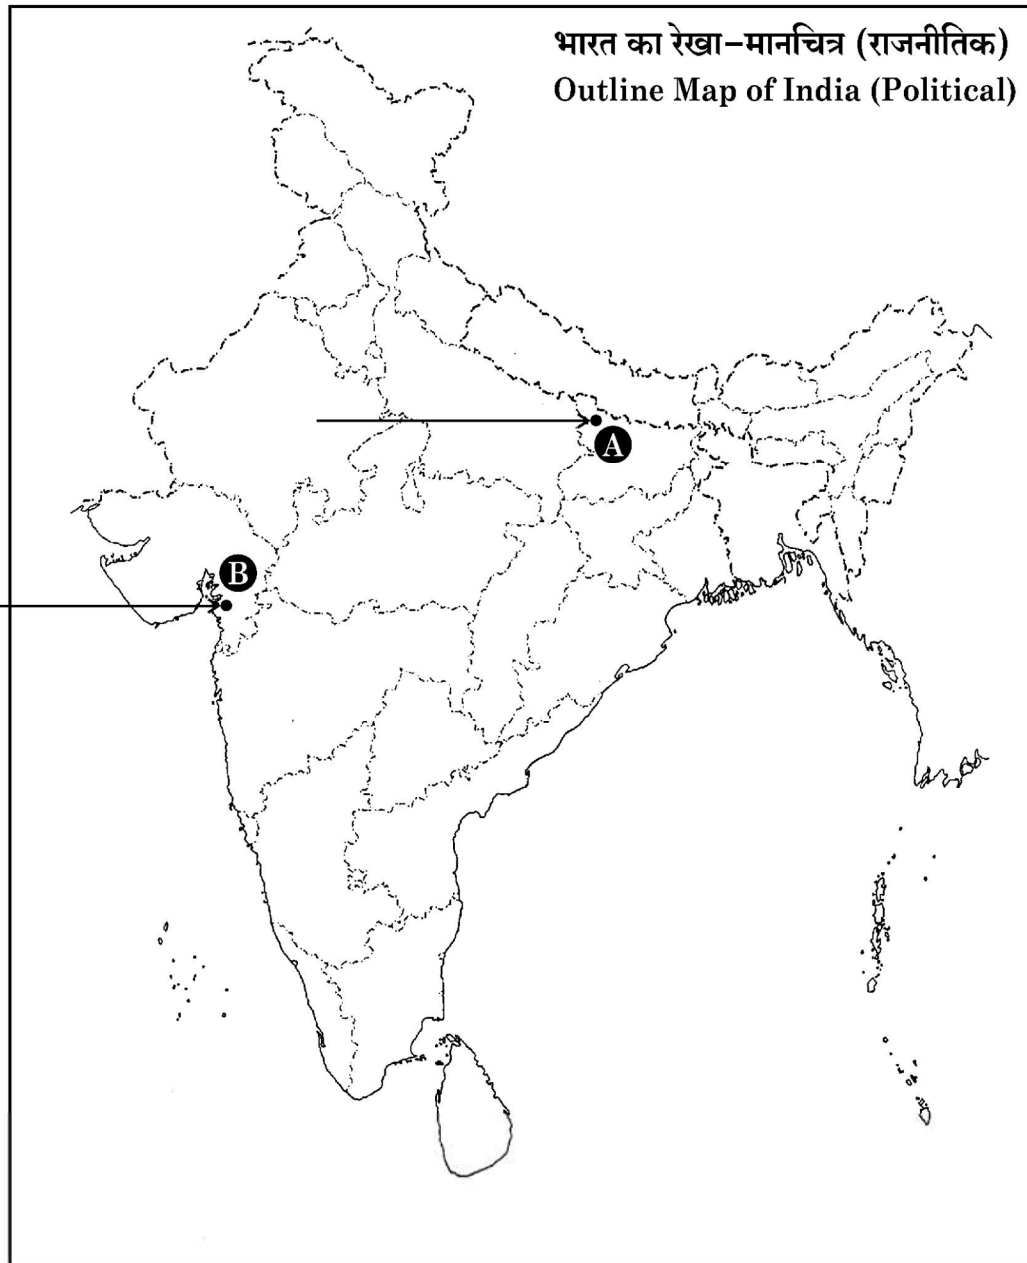 भारत का रेखा-मानचित्र (राजनीतिक)
Outline Map of India (Political)
A
B